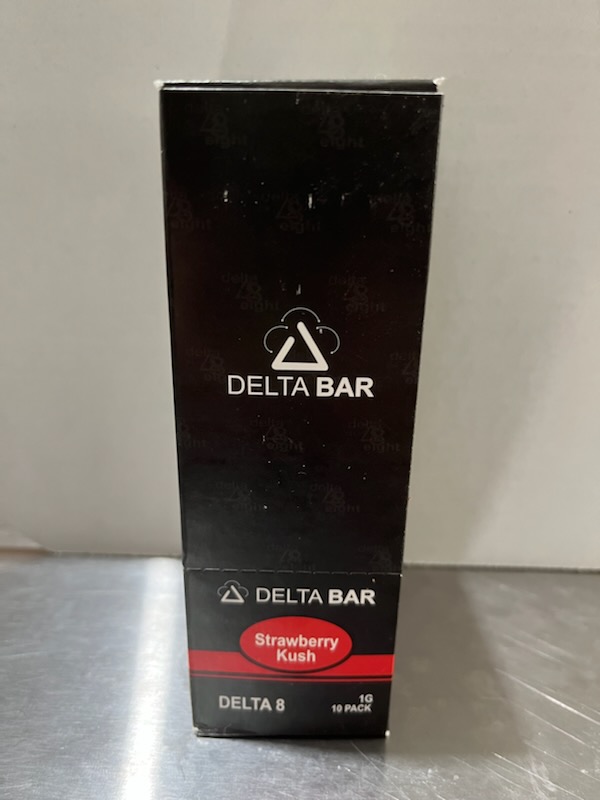 DELTA BAR
DELTA BAR
Strawberry
Kush
DELTA 8
1G
10 PACK